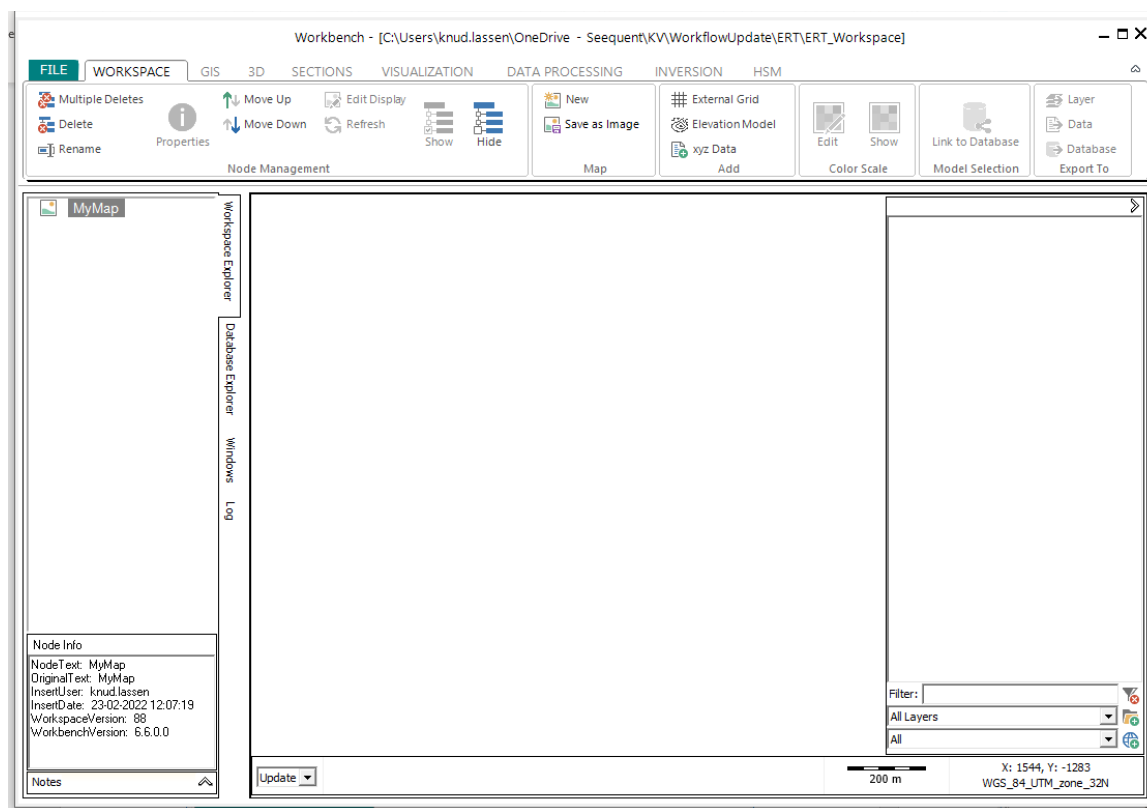 Workbench - [C:\Users\knud.lassen\OneDrive - Seequent\KV\WorkflowUpdate\ERT\ERT_Workspace]
FILE WORKSPACE GIS 3D SECTIONS VISUALIZATION DATA PROCESSING INVERSION HSM
Multiple Deletes
Delete
Rename
Properties
Move Up
Move Down
Edit Display
Refresh
Show
Hide
Node Management
New
Save as Image
Map
External Grid
Elevation Model
xyz Data
Add
Edit
Show
Color Scale
Link to Database
Model Selection
Layer
Data
Database
Export To
MyMap
Workspace Explorer
Database Explorer
Windows
Log
Node Info
NodeText: MyMap
OriginalText: MyMap
InsertUser: knud.lassen
InsertDate: 23-02-2022 12:07:19
WorkspaceVersion: 88
WorkbenchVersion: 6.6.0.0
Notes
Update
Filter:
All Layers
All
200 m
X: 1544, Y: -1283
WGS_84_UTM_zone_32N